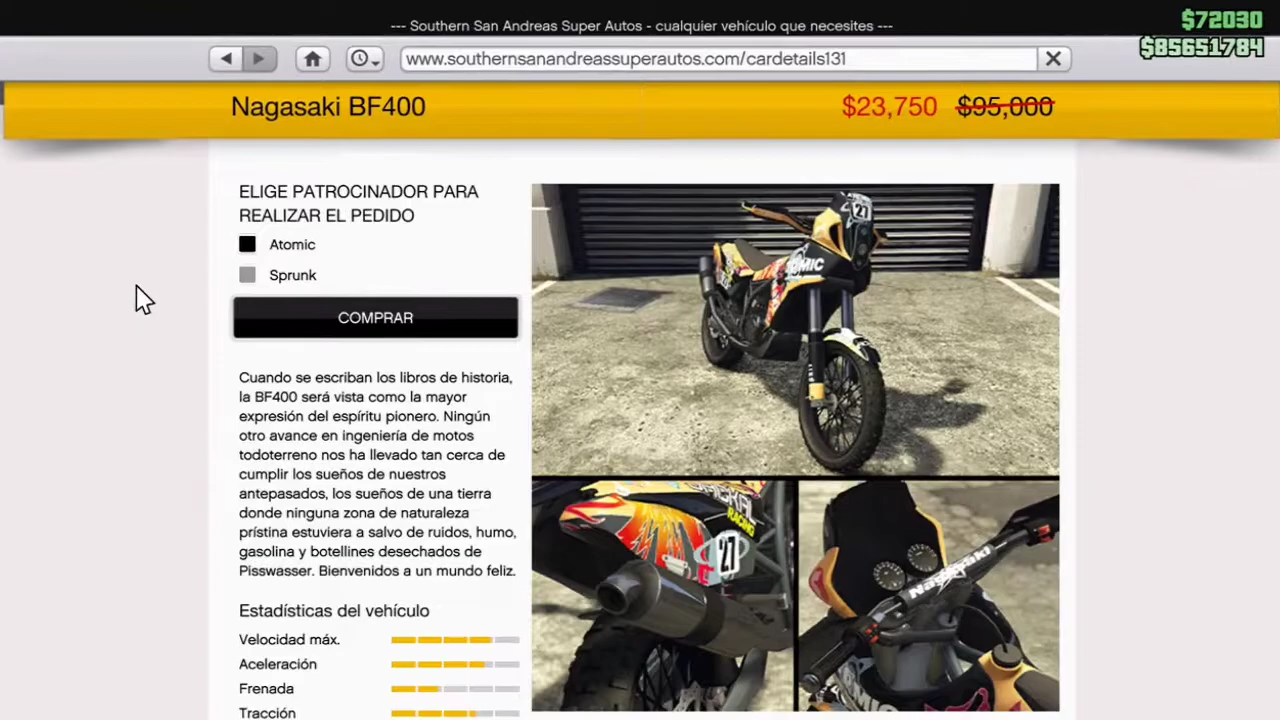 --- Southern San Andreas Super Autos - cualquier vehículo que necesites ---
$72030
$85651784
www.southernsanandreassuperautos.com/cardetails131
Nagasaki BF400
$23,750 $95,000
ELIGE PATROCINADOR PARA
REALIZAR EL PEDIDO
Atomic
Sprunk
COMPRAR
Cuando se escriban los libros de historia,
la BF400 será vista como la mayor
expresión del espíritu pionero. Ningún
otro avance en ingeniería de motos
todoterreno nos ha llevado tan cerca de
cumplir los sueños de nuestros
antepasados, los sueños de una tierra
donde ninguna zona de naturaleza
prístina estuviera a salvo de ruidos, humo,
gasolina y botellines desechados de
Pisswasser. Bienvenidos a un mundo feliz.
Estadísticas del vehículo
Velocidad máx.
Aceleración
Frenada
Tracción
27
RACING
27
Nagasaki